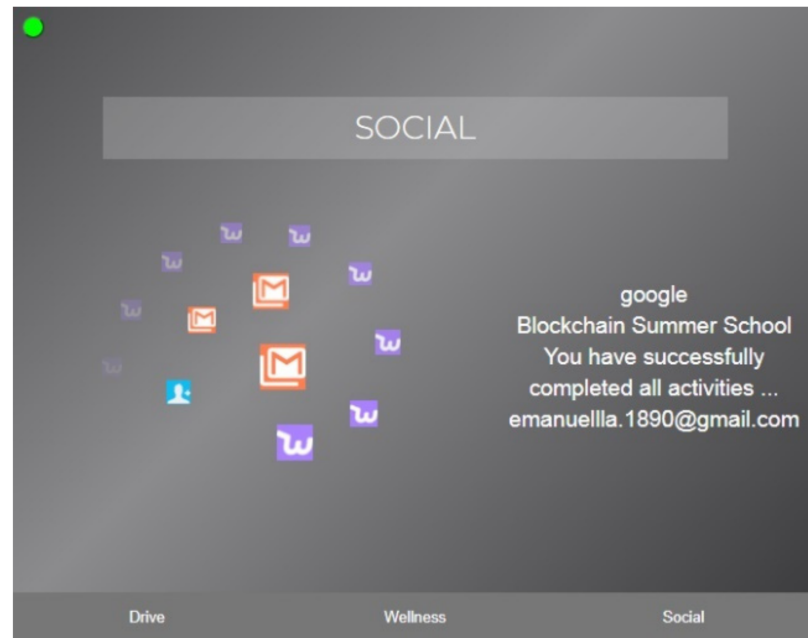 SOCIAL
google
Blockchain Summer School
You have successfully
completed all activities ...
emanuellla.1890@gmail.com
Drive
Wellness
Social